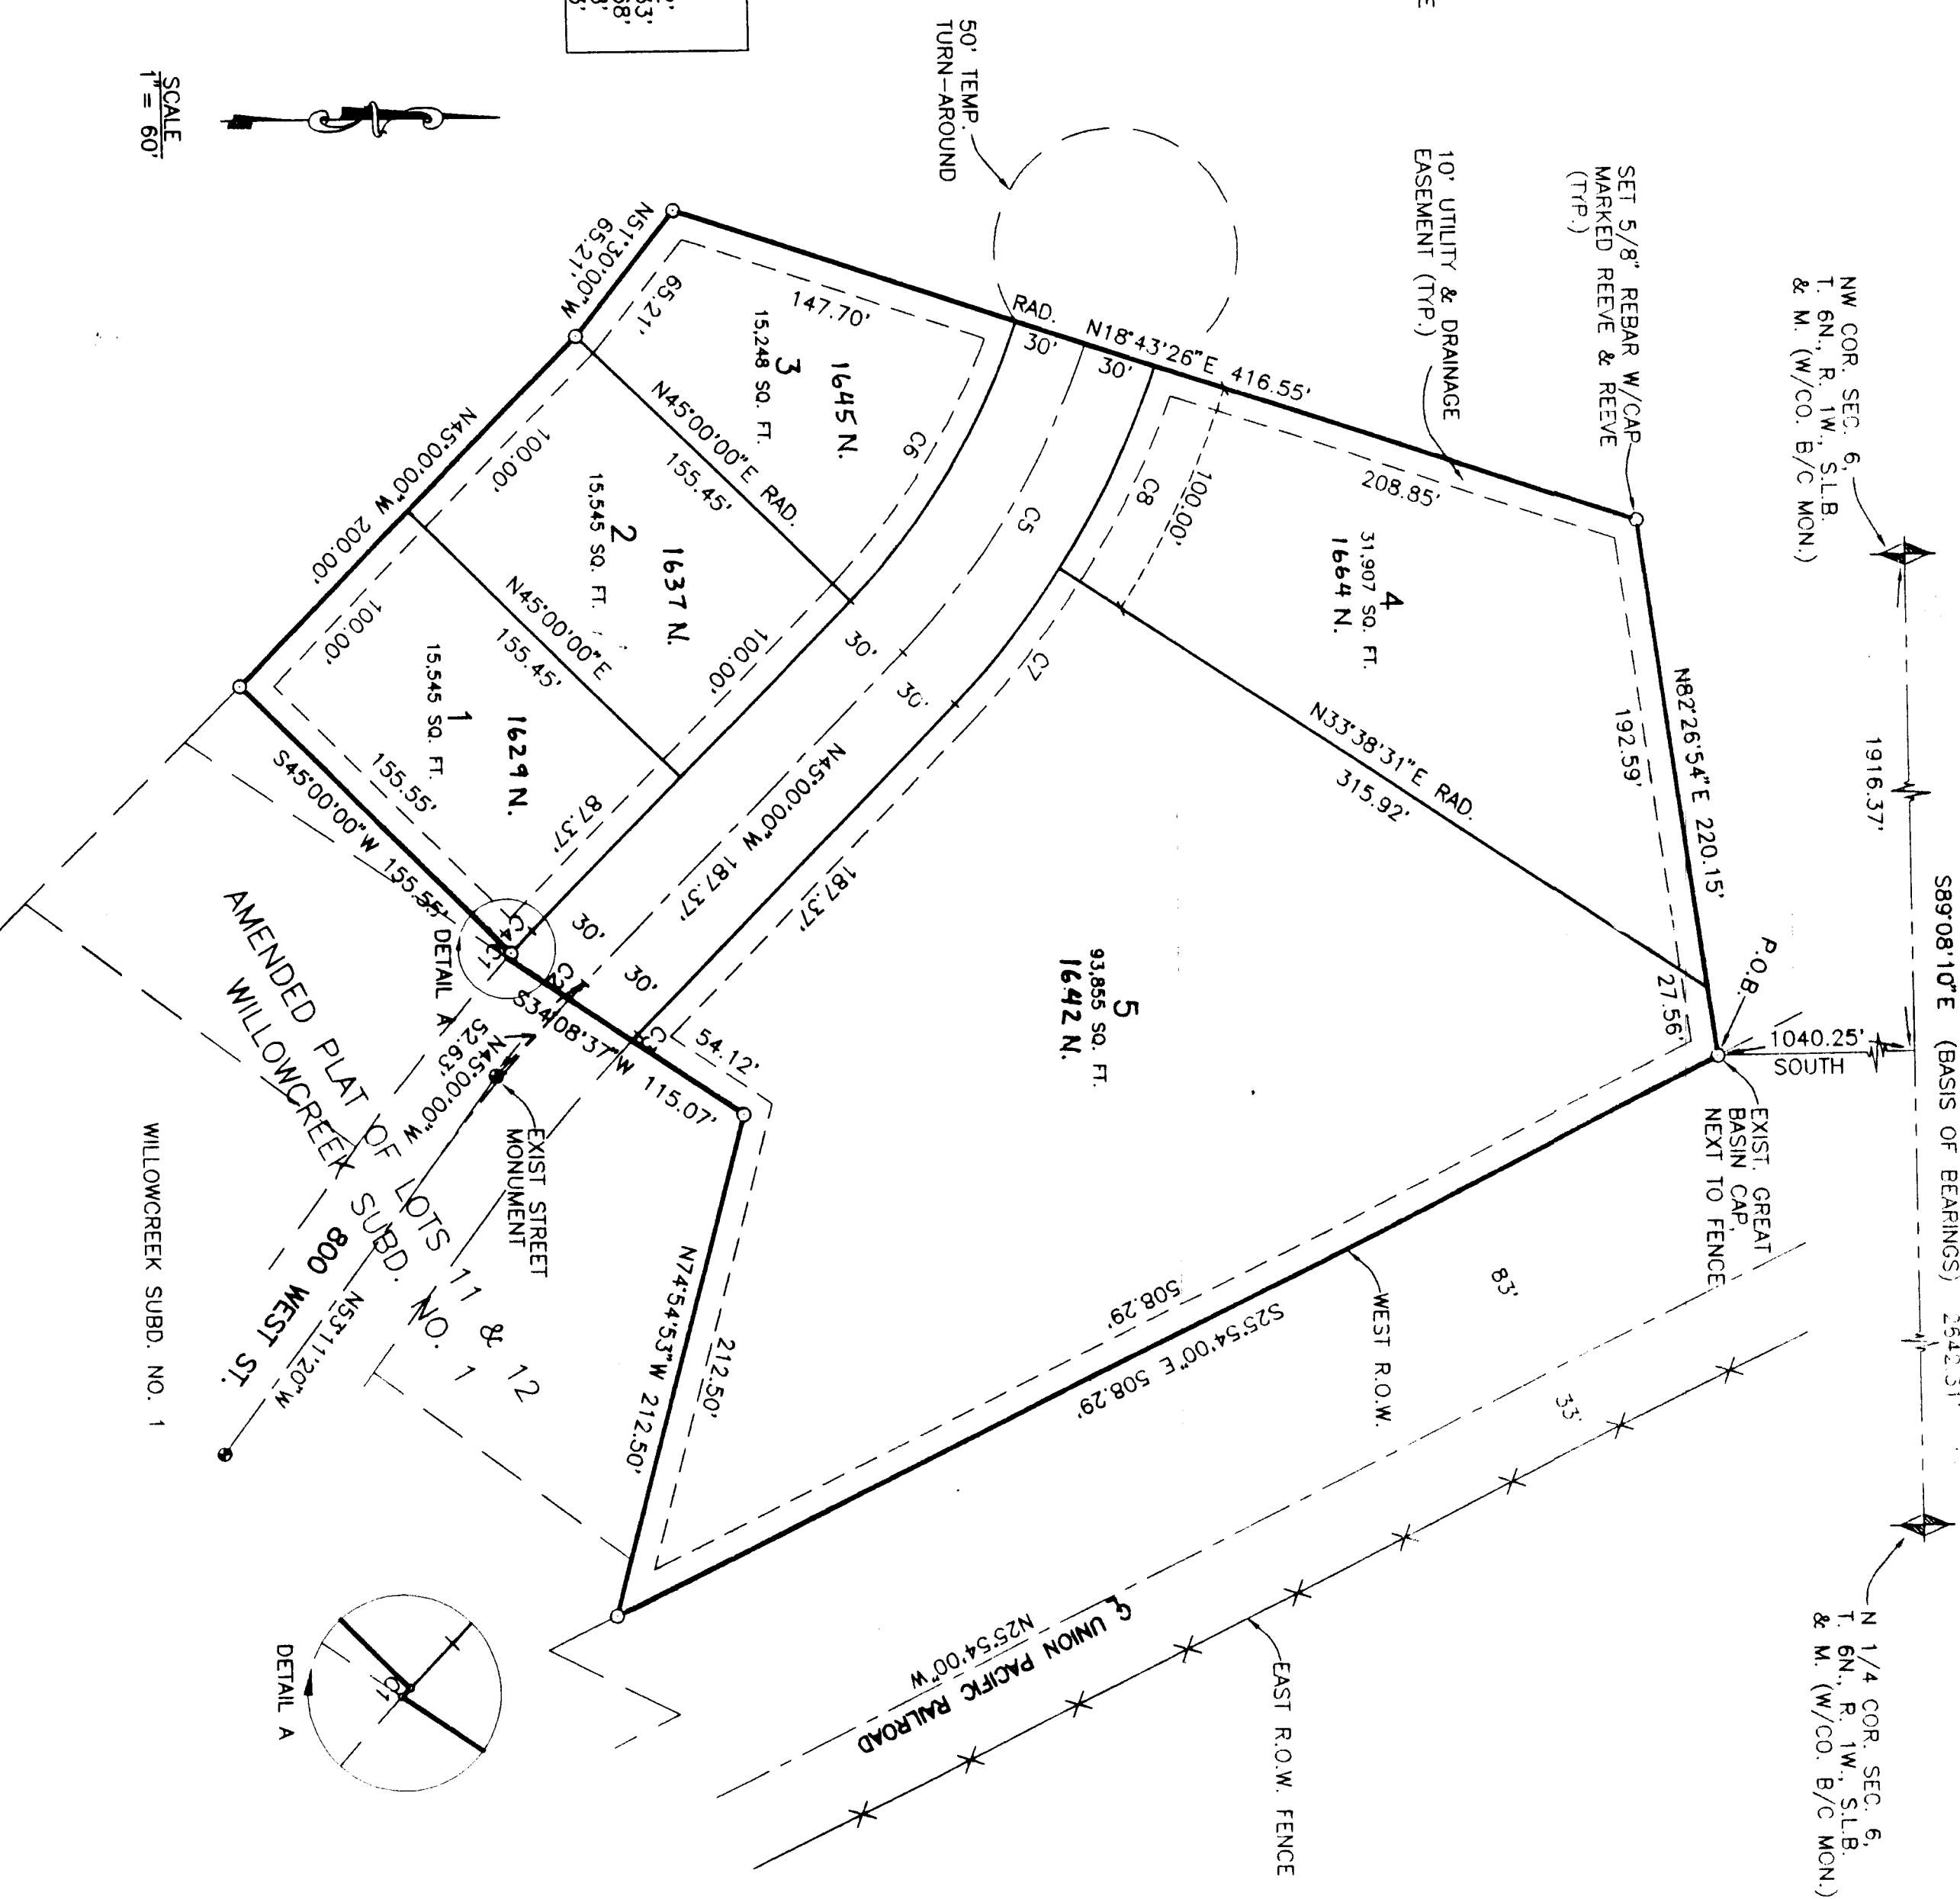 NW COR. SEC. 6,
T. 6N., R. 1W., S.L.B.
& M. (W/CO. B/C MON.)
S89°08'10"E (BASIS OF BEARINGS)
1916.37'
N 1/4 COR. SEC. 6,
T. 6N., R. 1W., S.L.B.
& M. (W/CO. B/C MON.)
1040.25'
SOUTH
P.O.B.
EXIST. GREAT
BASIN CAP,
NEXT TO FENCE
SET 5/8" REBAR W/CAP
MARKED REEVE & REEVE
(TYP.)
10' UTILITY & DRAINAGE
EASEMENT (TYP.)
50' TEMP.
TURN-AROUND
N82°26'54"E 220.15'
192.59'
27.56'
N18°43'26"E 416.55'
208.85'
RAD.
30'
30'
147.70'
4
31,907 SQ. FT.
1664 N.
100.00'
C8
N33°38'31"E RAD.
315.92'
5
93,855 SQ. FT.
1642 N.
C7
C5
C6
1645 N.
3
15,248 SQ. FT.
N51°30'00"W
65.21'
65.21'
N45°00'00"E RAD.
155.45'
1637 N.
2
15,545 SQ. FT.
100.00'
100.00'
N45°00'00"E
155.45'
1629 N.
1
15,545 SQ. FT.
100.00'
87.37'
155.55'
N45°00'00"W 200.00'
S45°00'00"W 155.55'
30'
30'
N45°00'00"W
187.37'
187.37'
30'
30'
C4
C1
C2
C3
54.12'
S34°08'37"W 115.07'
DETAIL A
N45°00'00"W
52.63'
EXIST STREET
MONUMENT
N74°54'53"W 212.50'
212.50'
508.29'
S25°54'00"E 508.29'
WEST R.O.W.
83'
33'
EAST R.O.W. FENCE
℄ UNION PACIFIC RAILROAD
N25°54'00"W
AMENDED PLAT OF LOTS 11 & 12
WILLOWCREEK SUBD. NO. 1
800 WEST ST.
N53°11'20"W
WILLOWCREEK SUBD. NO. 1
C1
DETAIL A
SCALE
1" = 60'